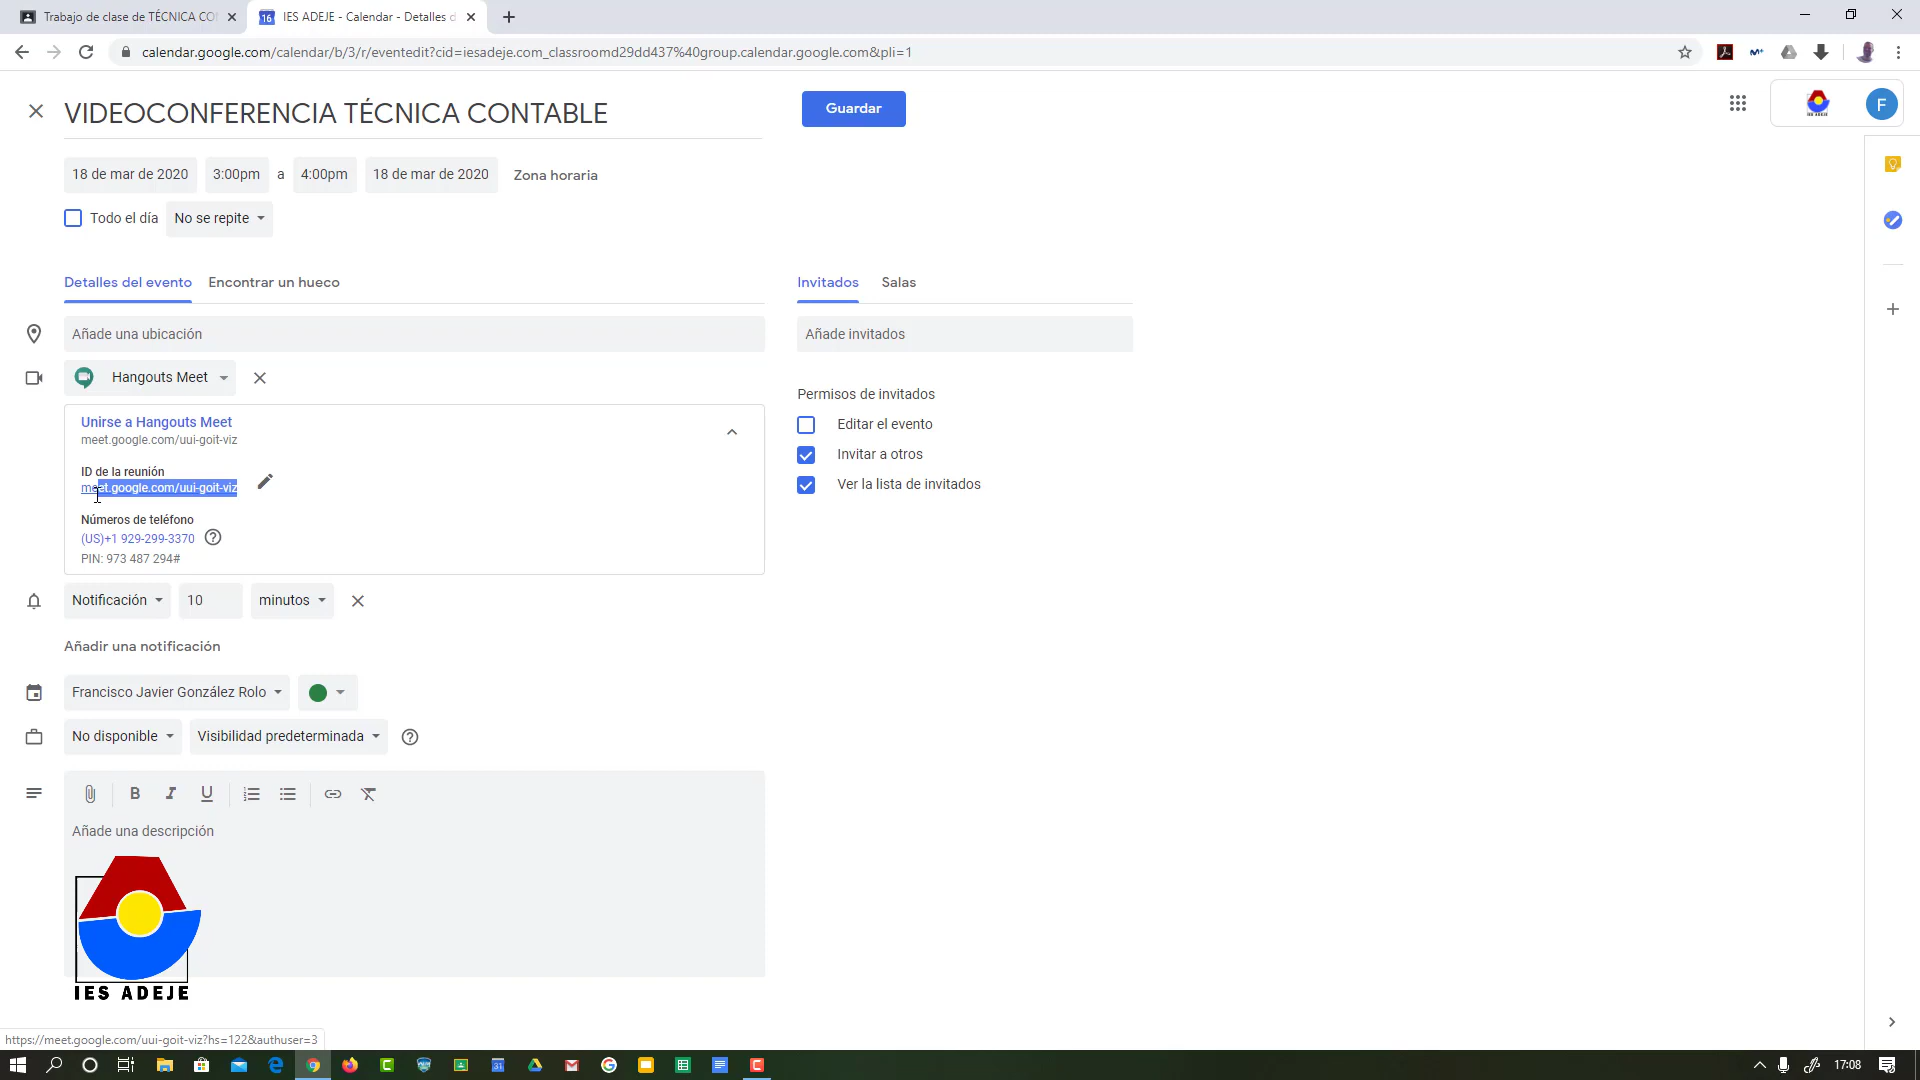 Trabajo de clase de TÉCNICA CO
IES ADEJE - Calendar - Detalles d
calendar.google.com/calendar/b/3/r/eventedit?cid=iesadeje.com_classroomd29dd437%40group.calendar.google.com&pli=1
VIDEOCONFERENCIA TÉCNICA CONTABLE
Guardar
F
18 de mar de 2020 3:00pm a 4:00pm 18 de mar de 2020 Zona horaria
Todo el día No se repite
Detalles del evento Encontrar un hueco
Invitados Salas
Añade una ubicación
Añade invitados
Hangouts Meet
Unirse a Hangouts Meet
meet.google.com/uui-goit-viz
ID de la reunión
meet.google.com/uui-goit-viz
Números de teléfono
(US)+1 929-299-3370
PIN: 973 487 294#
Permisos de invitados
Editar el evento
Invitar a otros
Ver la lista de invitados
Notificación 10 minutos
Añadir una notificación
Francisco Javier González Rolo
No disponible Visibilidad predeterminada
B I U
Añade una descripción
IES ADEJE
https://meet.google.com/uui-goit-viz?hs=122&authuser=3
17:08